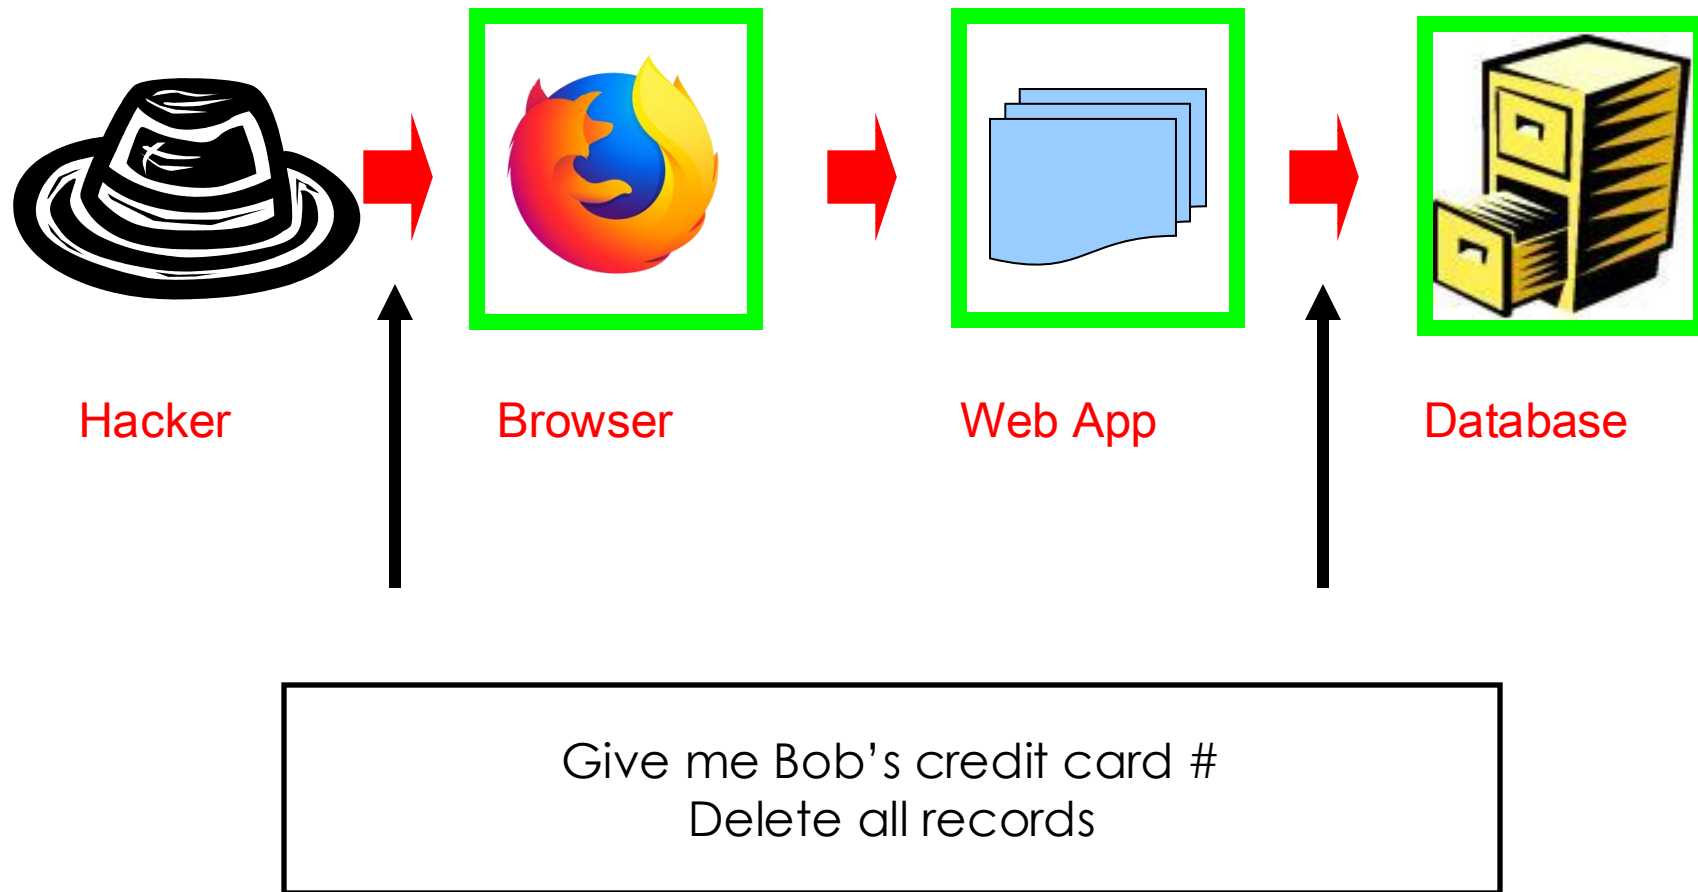 Hacker
Browser
Web App
Database
Give me Bob’s credit card #
Delete all records